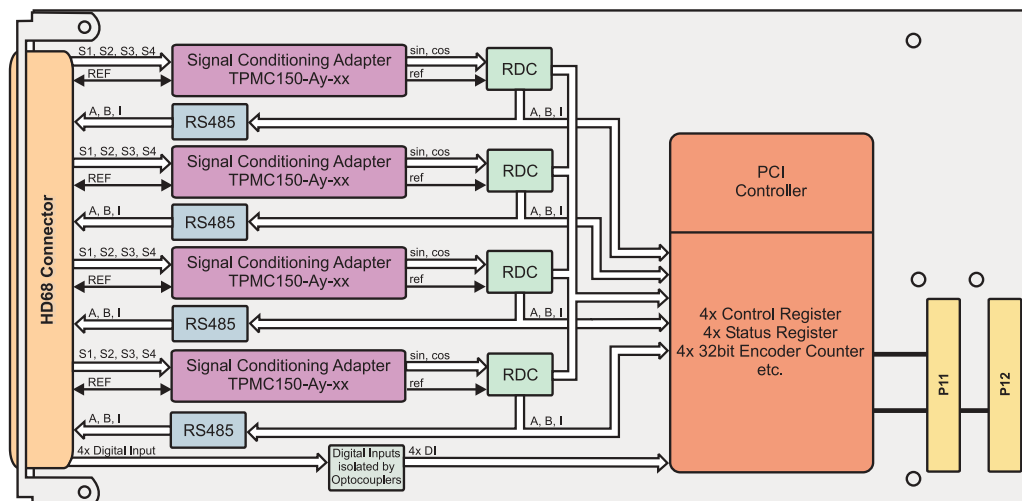 HD68 Connector
S1, S2, S3, S4
REF
Signal Conditioning Adapter
TPMC150-Ay-xx
sin, cos
ref
RDC
A, B, I
RS485
A, B, I
S1, S2, S3, S4
REF
Signal Conditioning Adapter
TPMC150-Ay-xx
sin, cos
ref
RDC
A, B, I
RS485
A, B, I
S1, S2, S3, S4
REF
Signal Conditioning Adapter
TPMC150-Ay-xx
sin, cos
ref
RDC
A, B, I
RS485
A, B, I
S1, S2, S3, S4
REF
Signal Conditioning Adapter
TPMC150-Ay-xx
sin, cos
ref
RDC
A, B, I
RS485
A, B, I
4x Digital Input
Digital Inputs
isolated by
Optocouplers
4x DI
PCI
Controller
4x Control Register
4x Status Register
4x 32bit Encoder Counter
etc.
P11
P12